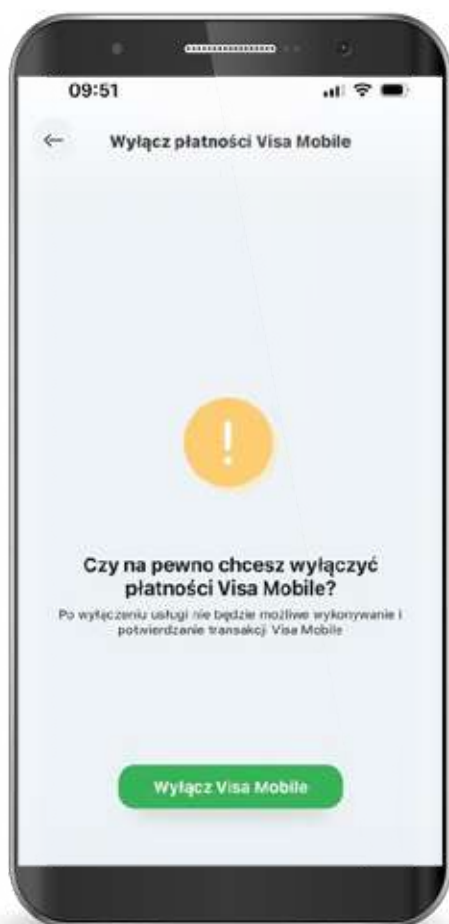 09:51
Wyłącz płatności Visa Mobile
!
Czy na pewno chcesz wyłączyć
płatności Visa Mobile?
Po wyłączeniu usługi nie będzie możliwe wykonywanie i
potwierdzanie transakcji Visa Mobile
Wyłącz Visa Mobile